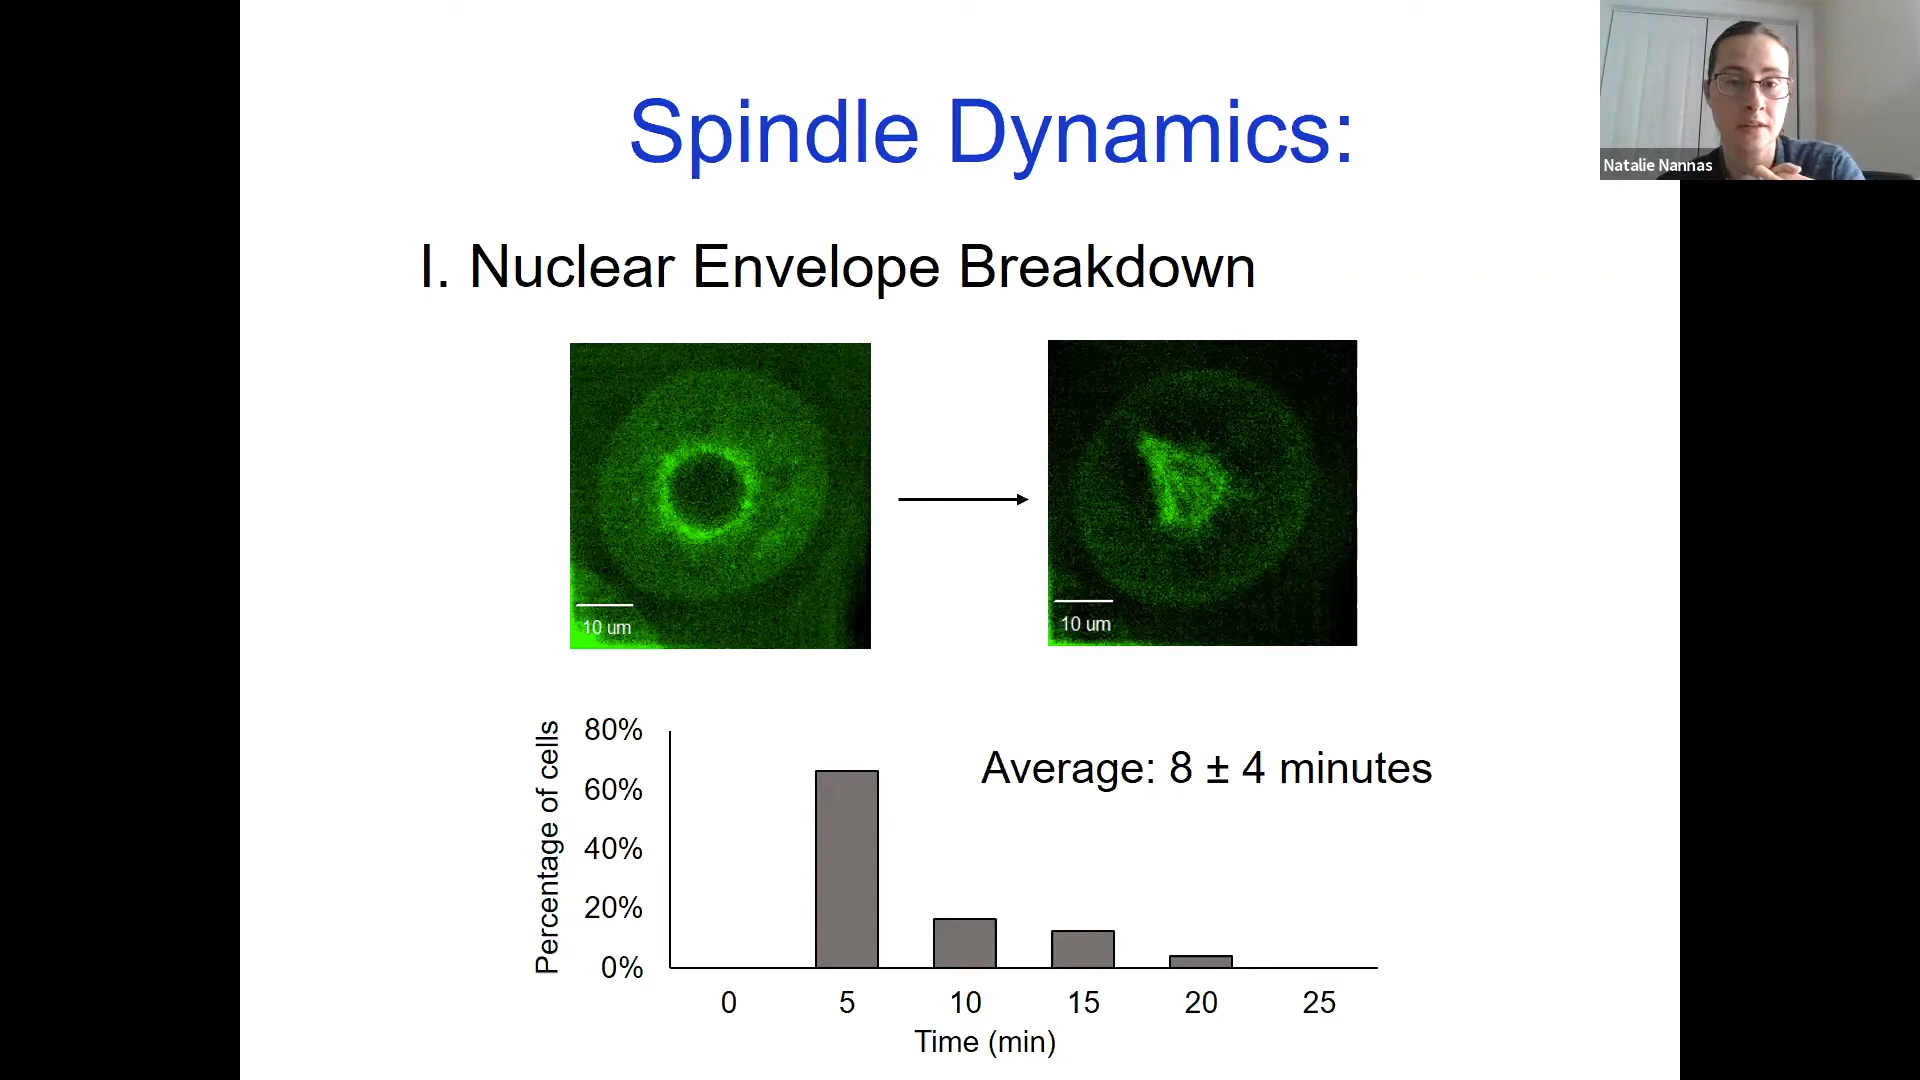 Spindle Dynamics:
Natalie Nannas
I. Nuclear Envelope Breakdown
10 um
10 um
Percentage of cells
80%
60%
40%
20%
0%
Average: 8 ± 4 minutes
0 5 10 15 20 25
Time (min)